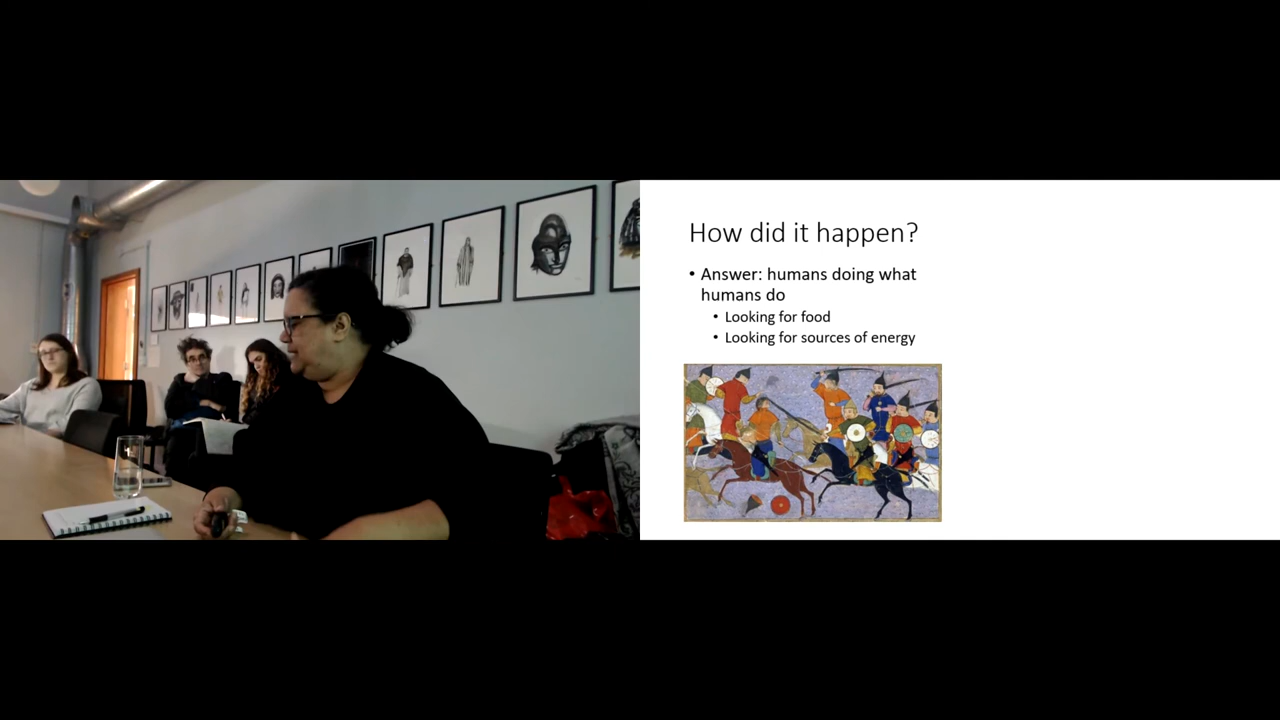 How did it happen?
• Answer: humans doing what
humans do
• Looking for food
• Looking for sources of energy